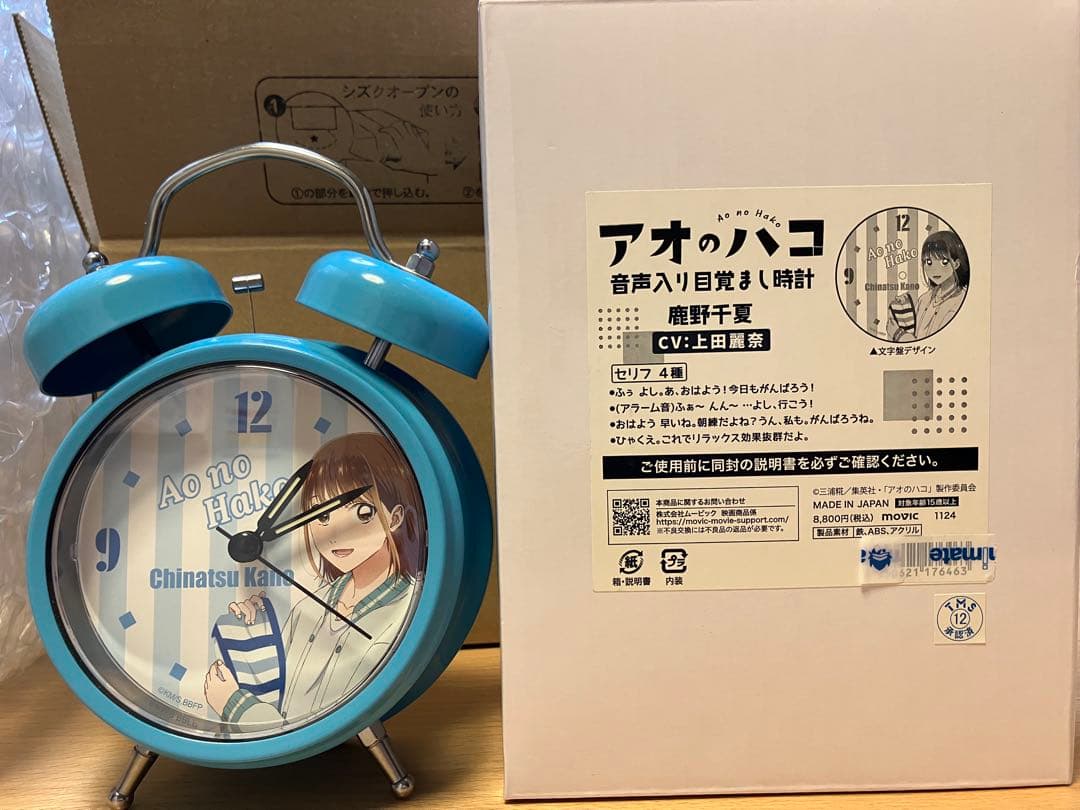 シズクオープンの
使い方
1
①の部分を
で押し込む。
②を
12
Ao no
Hako
9
Chinatsu Kano
©KM/S BBFP
Ao no Hako
アオのハコ
音声入り目覚まし時計
鹿野千夏
CV:上田麗奈
12
Ao no
Hako
9
Chinatsu Kano
▲文字盤デザイン
セリフ 4種
●ふぅ よし。あ、おはよう!今日もがんばろう!
●(アラーム音)ふぁ〜 んん〜 …よし、行こう!
●おはよう 早いね。朝練だよね?うん、私も。がんばろうね。
●ひゃくえ。これでリラックス効果抜群だよ。
ご使用前に同封の説明書を必ずご確認ください。
©三浦糀／集英社・「アオのハコ」製作委員会
MADE IN JAPAN 対象年齢15歳以上
8,800円(税込) movic 1124
製品素材 鉄、ABS、アクリル
本商品に関するお問い合わせ
株式会社ムービック 映画商品係
https://movic-movie-support.com/
※不良交換には不良品の返品が必要です。
紙
箱・説明書
プラ
内装
animate
621 176463
TMS
12
承認済